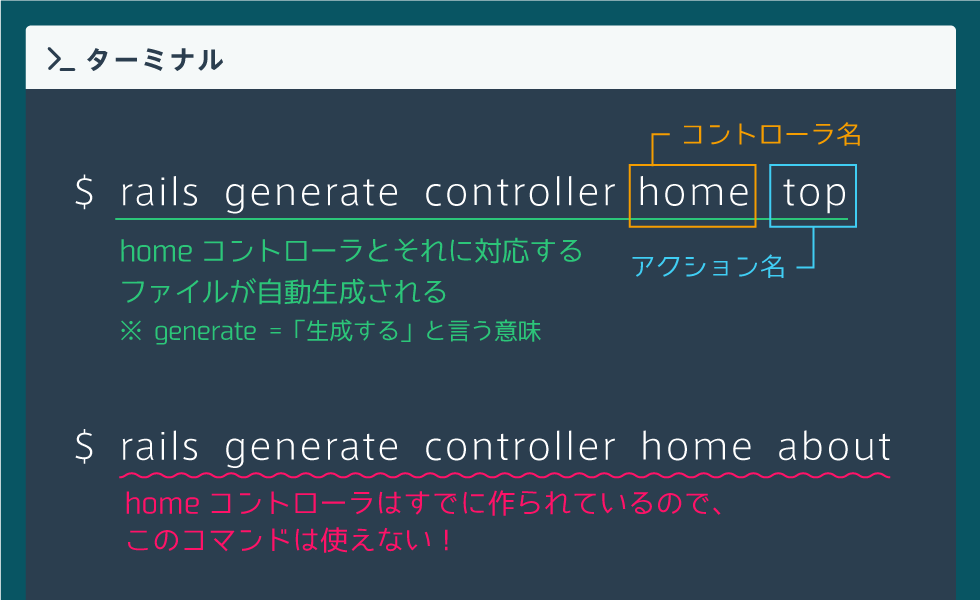 >_ ターミナル
コントローラ名
$ rails generate controller home top
home コントローラとそれに対応する
アクション名
ファイルが自動生成される
※ generate =「生成する」と言う意味
$ rails generate controller home about
home コントローラはすでに作られているので、
このコマンドは使えない！